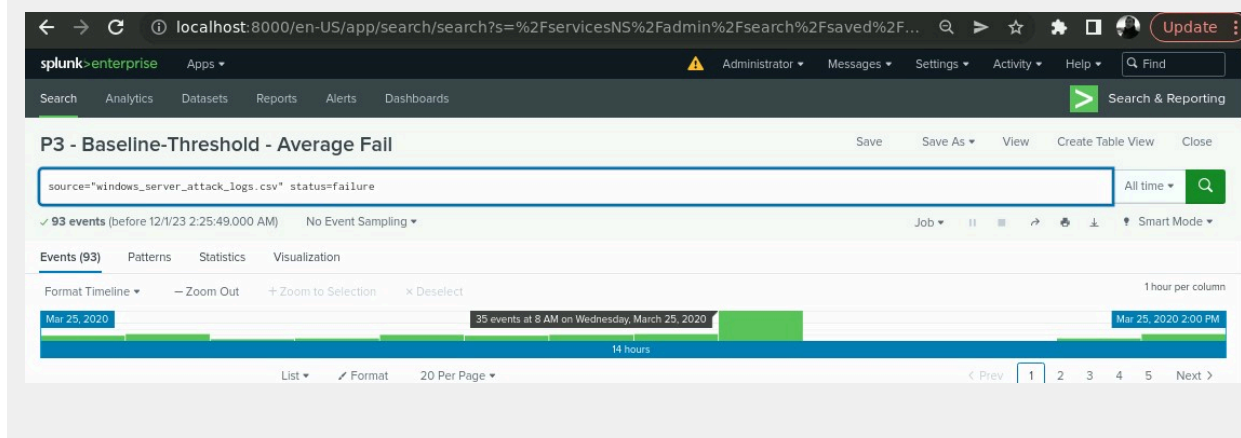 localhost:8000/en-US/app/search/search?s=%2FservicesNS%2Fadmin%2Fsearch%2Fsaved%2F... Update
splunk>enterprise Apps Administrator Messages Settings Activity Help Find
Search Analytics Datasets Reports Alerts Dashboards Search & Reporting
P3 - Baseline-Threshold - Average Fail Save Save As View Create Table View Close
source="windows_server_attack_logs.csv" status=failure All time
93 events (before 12/1/23 2:25:49.000 AM) No Event Sampling Job Smart Mode
Events (93) Patterns Statistics Visualization
Format Timeline — Zoom Out + Zoom to Selection × Deselect 1 hour per column
Mar 25, 2020 35 events at 8 AM on Wednesday, March 25, 2020 Mar 25, 2020 2:00 PM
14 hours
List Format 20 Per Page < Prev 1 2 3 4 5 Next >